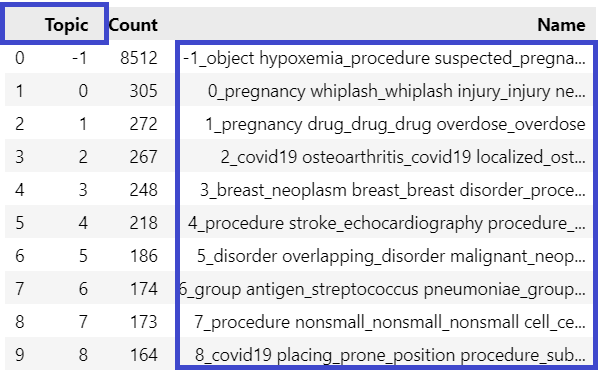 Topic Count Name
0 -1 8512 -1_object hypoxemia_procedure suspected_pregna...
1 0 305 0_pregnancy whiplash_whiplash injury_injury ne...
2 1 272 1_pregnancy drug_drug_drug overdose_overdose
3 2 267 2_covid19 osteoarthritis_covid19 localized_ost...
4 3 248 3_breast_neoplasm breast_breast disorder_proce...
5 4 218 4_procedure stroke_echocardiography procedure_...
6 5 186 5_disorder overlapping_disorder malignant_neop...
7 6 174 6_group antigen_streptococcus pneumoniae_group...
8 7 173 7_procedure nonsmall_nonsmall_nonsmall cell_ce...
9 8 164 8_covid19 placing_prone_position procedure_sub...